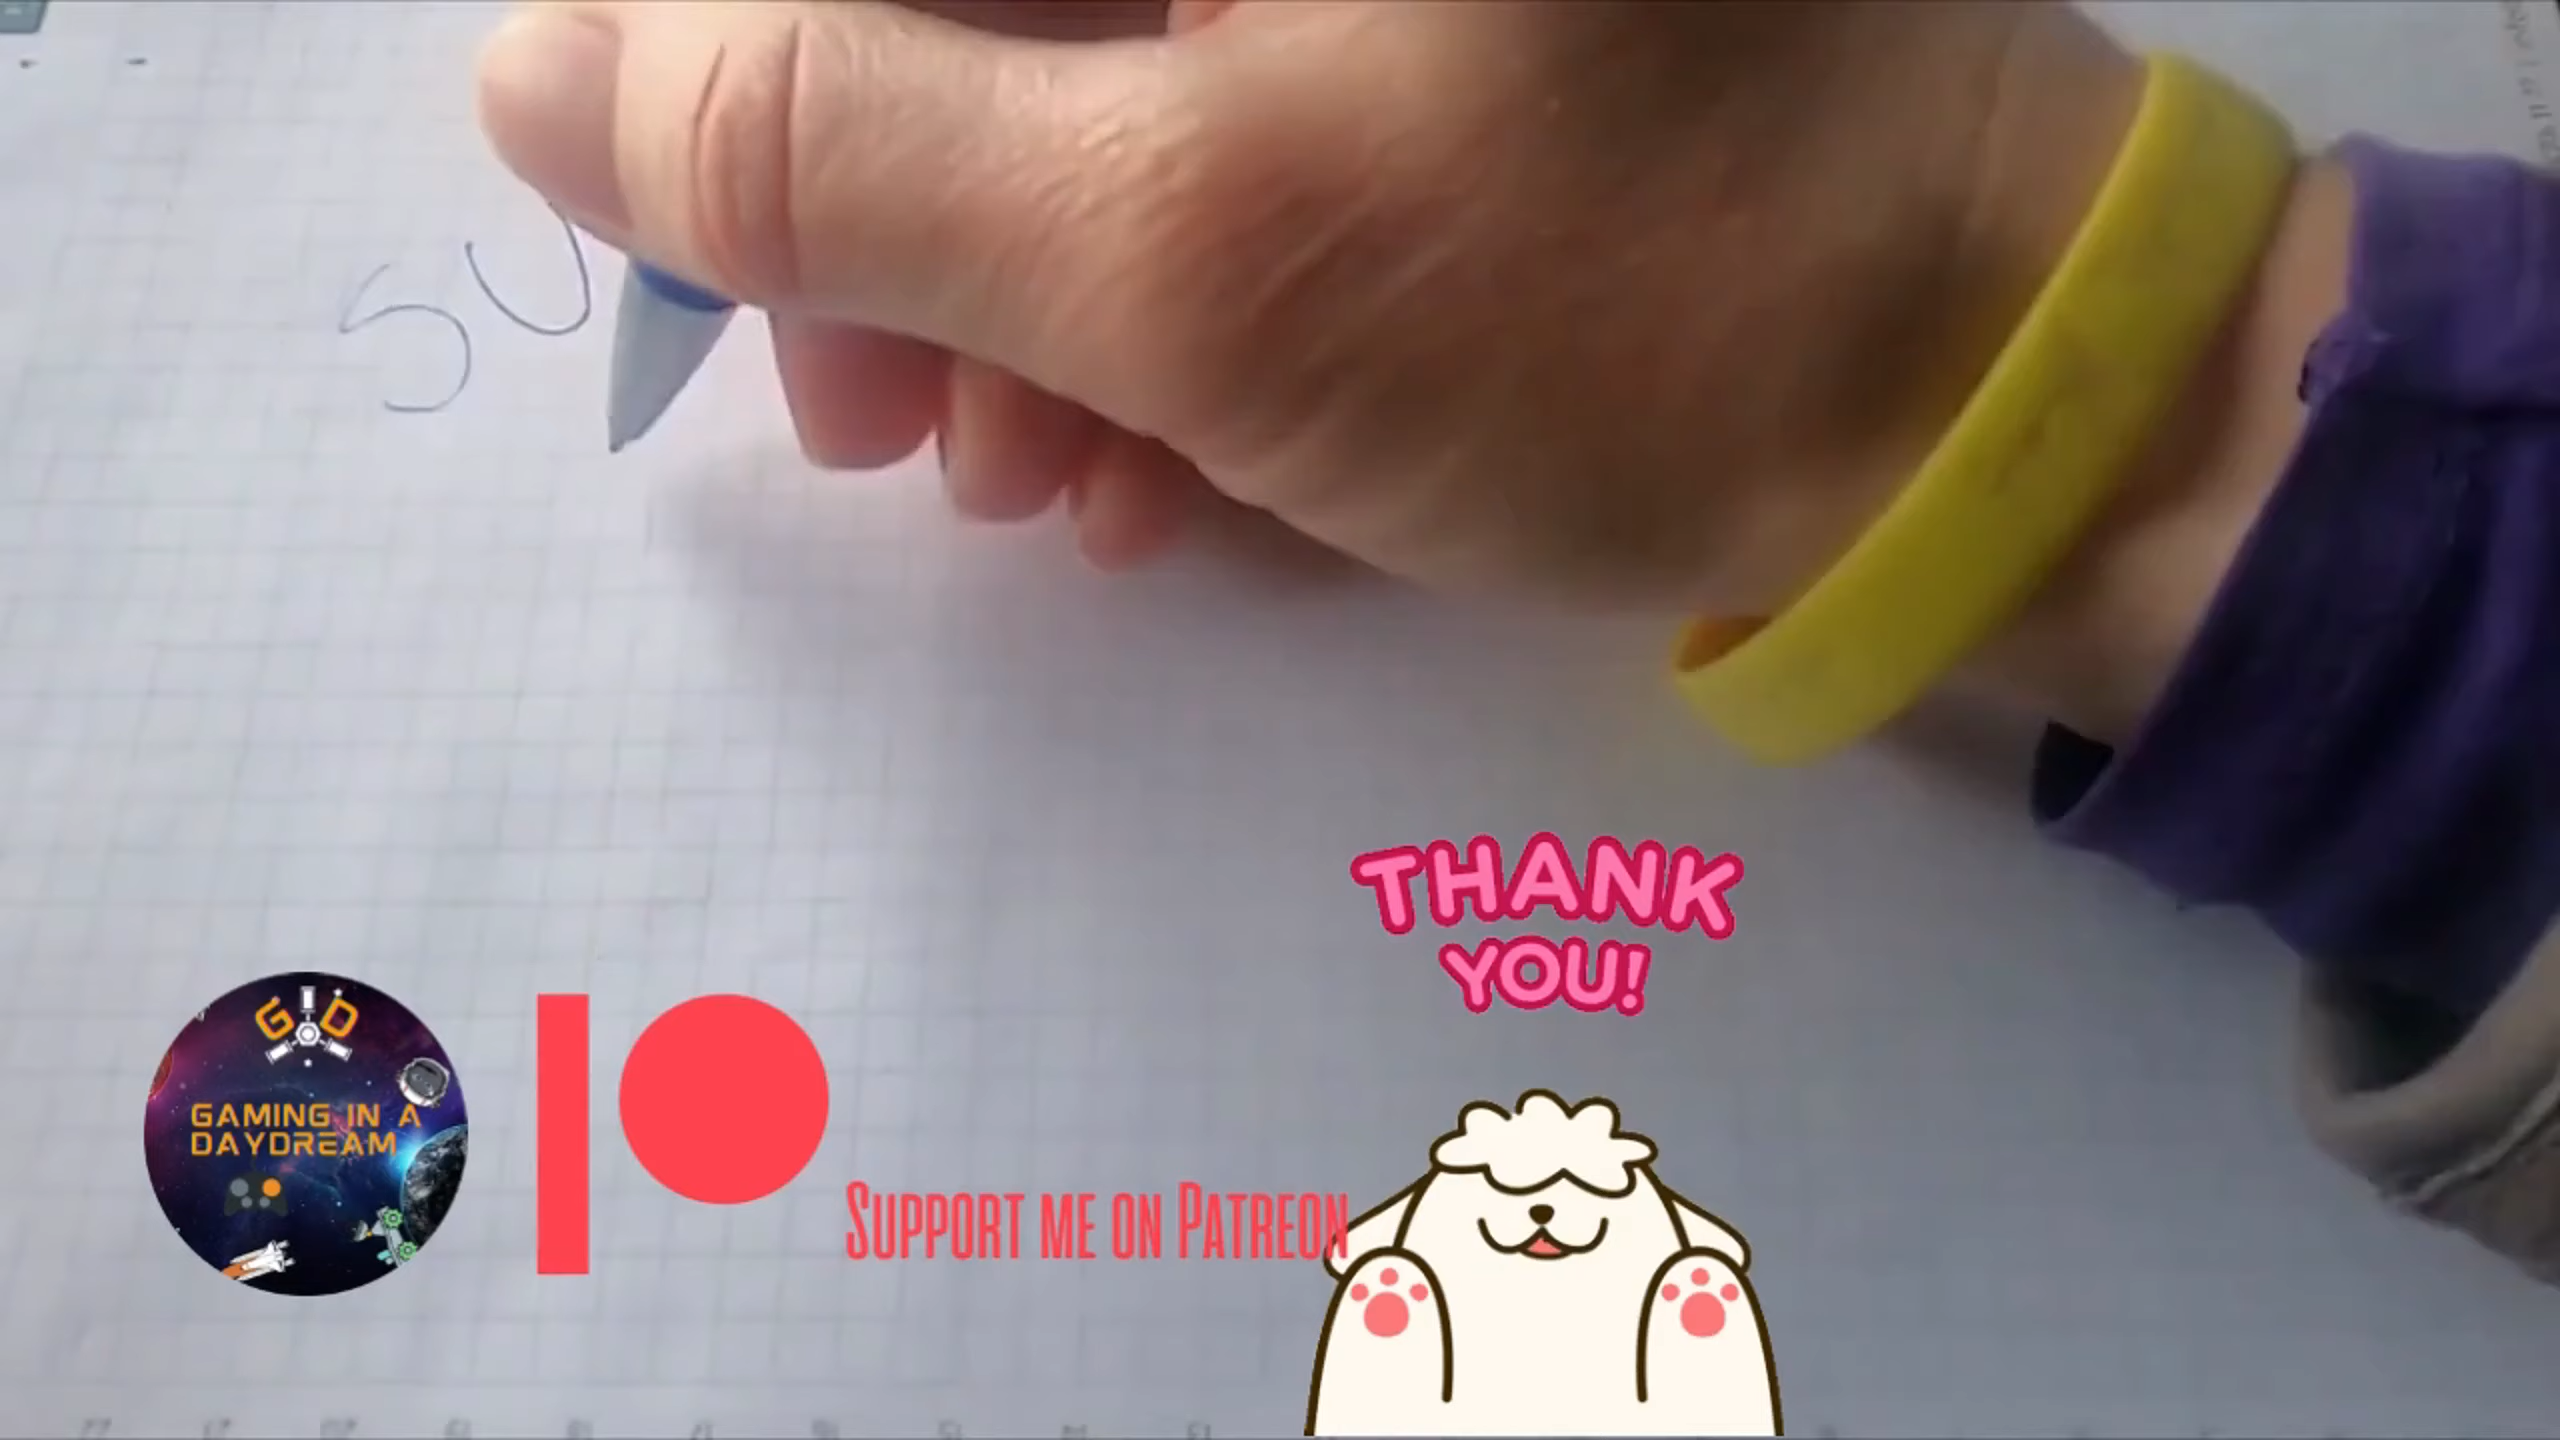 SU
THANK
YOU!
G D
GAMING IN A
DAYDREAM
SUPPORT ME ON PATREON